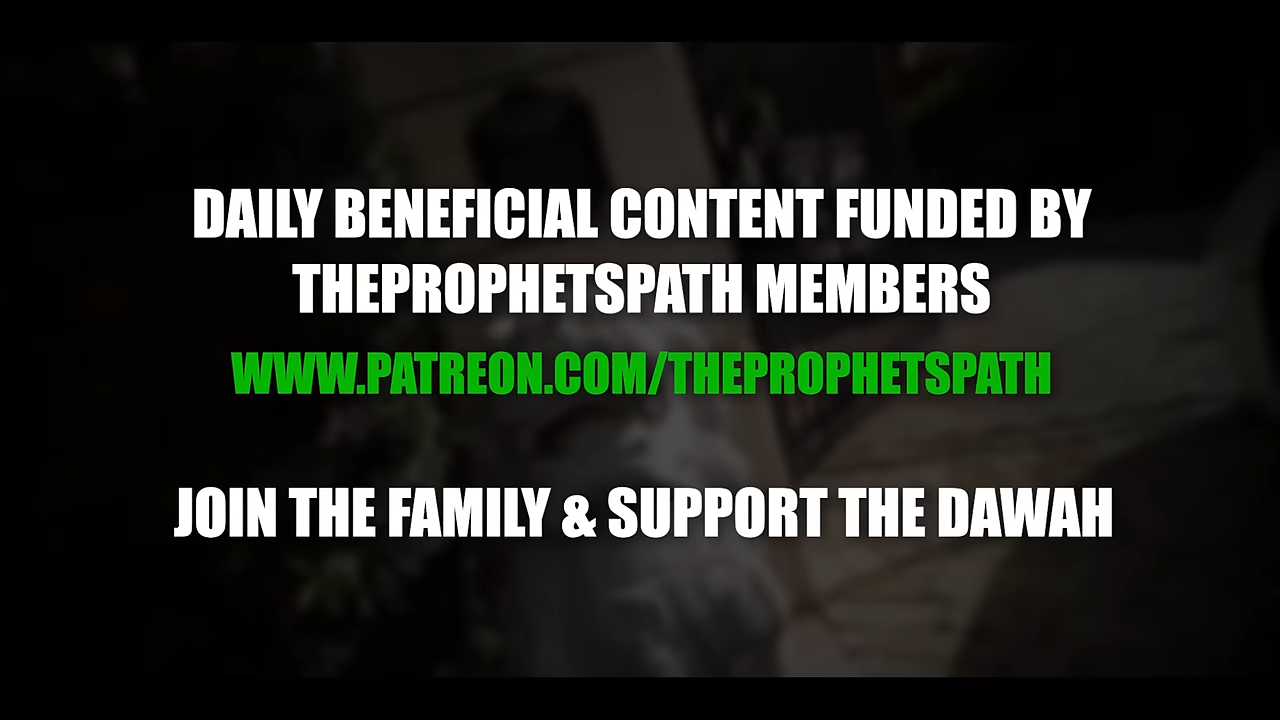 DAILY BENEFICIAL CONTENT FUNDED BY
THEPROPHETSPATH MEMBERS
WWW.PATREON.COM/THEPROPHETSPATH
JOIN THE FAMILY & SUPPORT THE DAWAH